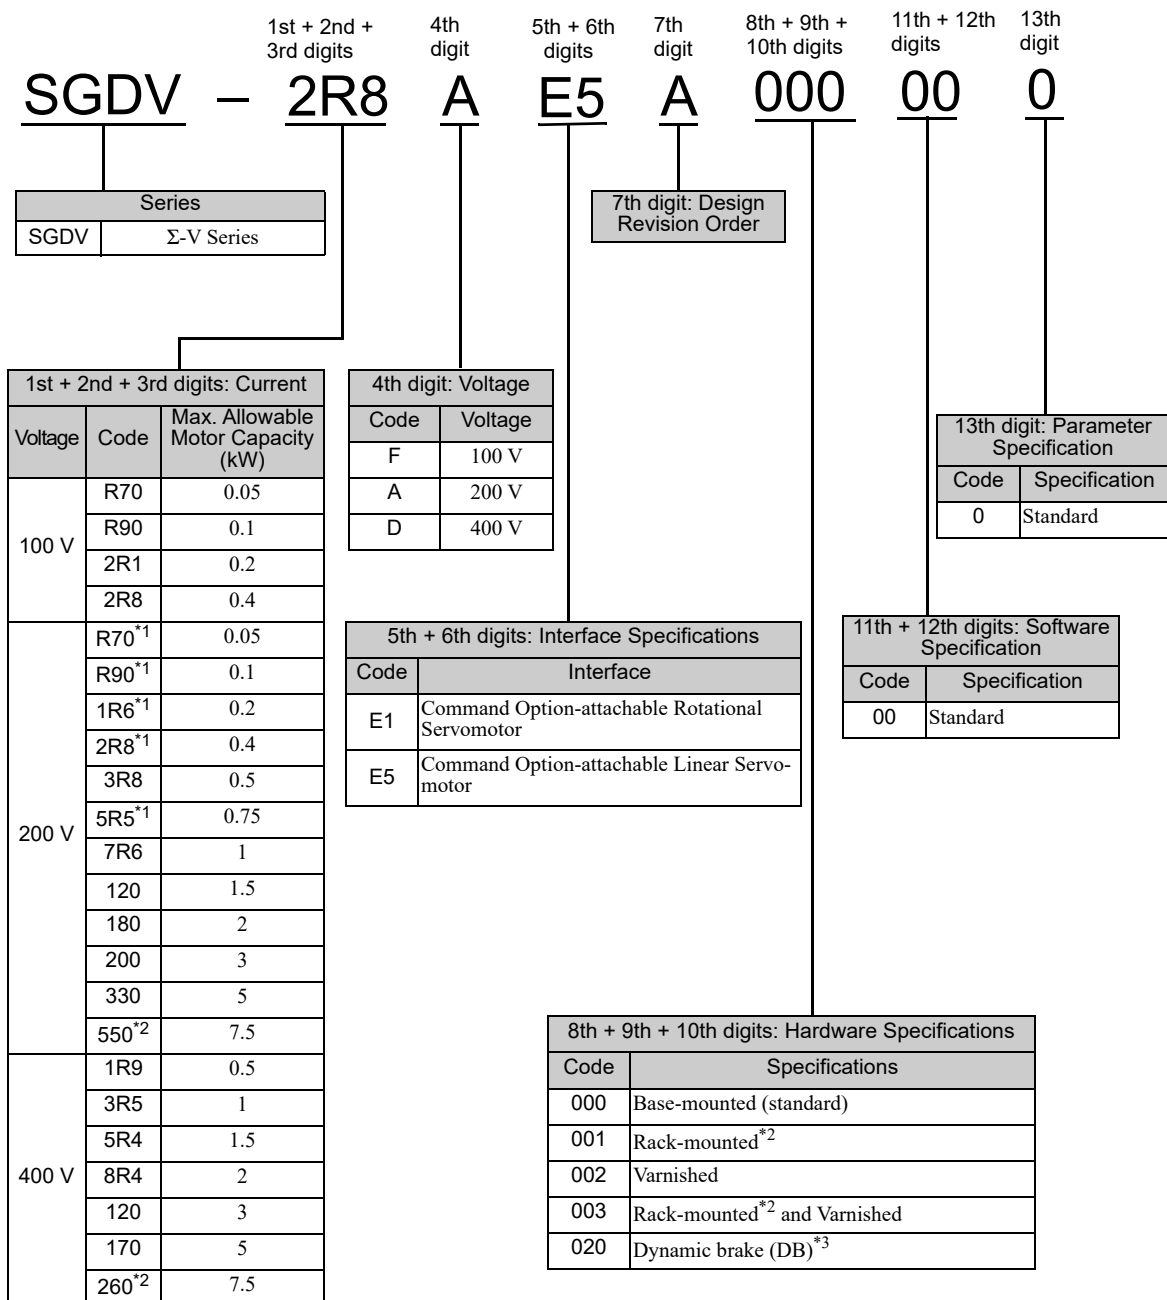 1st + 2nd +
3rd digits
4th
digit
5th + 6th
digits
7th
digit
8th + 9th +
10th digits
11th + 12th
digits
13th
digit
SGDV – 2R8 A E5 A 000 00 0
Series
SGDV Σ-V Series
7th digit: Design
Revision Order
1st + 2nd + 3rd digits: Current
Voltage Code Max. Allowable
Motor Capacity
(kW)
100 V
R70 0.05
R90 0.1
2R1 0.2
2R8 0.4
200 V
R70*1 0.05
R90*1 0.1
1R6*1 0.2
2R8*1 0.4
3R8 0.5
5R5*1 0.75
7R6 1
120 1.5
180 2
200 3
330 5
550*2 7.5
400 V
1R9 0.5
3R5 1
5R4 1.5
8R4 2
120 3
170 5
260*2 7.5
4th digit: Voltage
Code Voltage
F 100 V
A 200 V
D 400 V
5th + 6th digits: Interface Specifications
Code Interface
E1 Command Option-attachable Rotational
Servomotor
E5 Command Option-attachable Linear Servo-
motor
13th digit: Parameter
Specification
Code Specification
0 Standard
11th + 12th digits: Software
Specification
Code Specification
00 Standard
8th + 9th + 10th digits: Hardware Specifications
Code Specifications
000 Base-mounted (standard)
001 Rack-mounted*2
002 Varnished
003 Rack-mounted*2 and Varnished
020 Dynamic brake (DB)*3